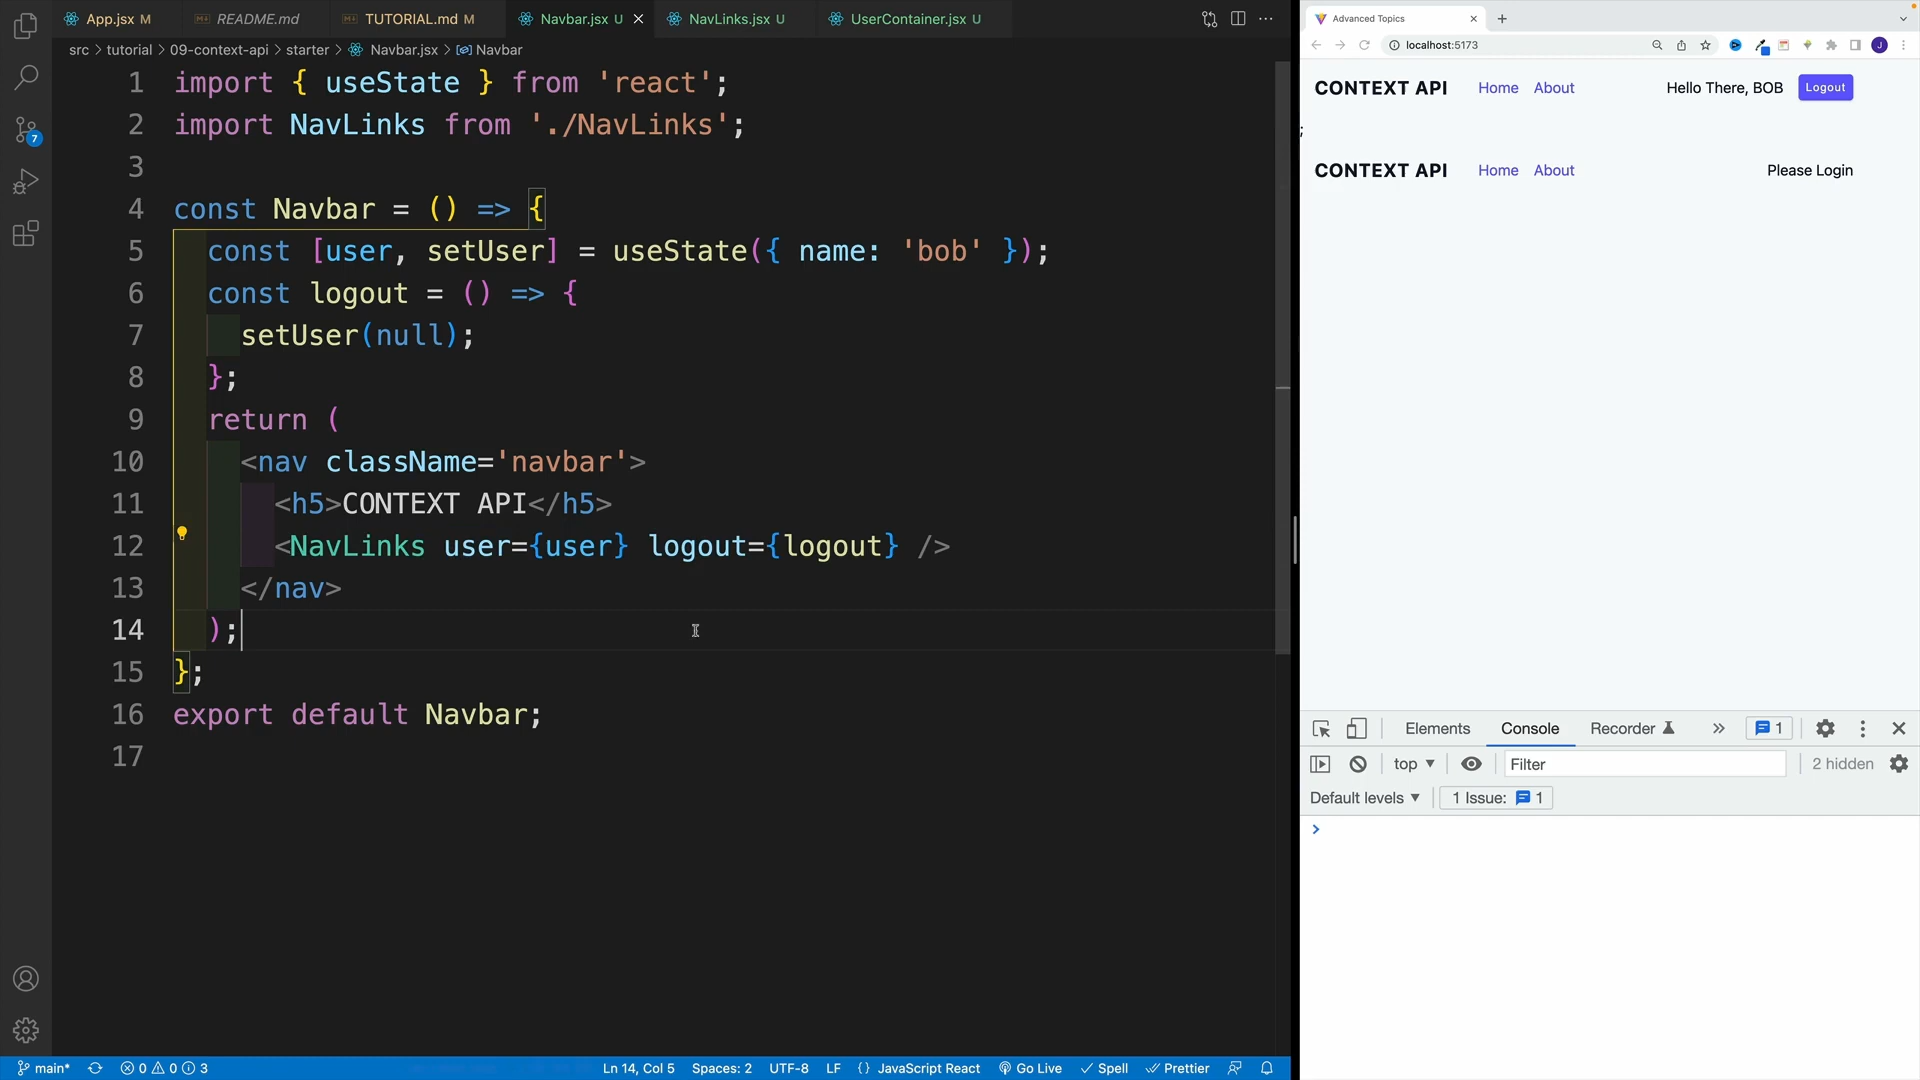 App.jsx M
README.md
TUTORIAL.md M
Navbar.jsx U
NavLinks.jsx U
UserContainer.jsx U
src > tutorial > 09-context-api > starter > Navbar.jsx > Navbar
1 import { useState } from 'react';
2 import NavLinks from './NavLinks';
3
4 const Navbar = () => {
5 const [user, setUser] = useState({ name: 'bob' });
6 const logout = () => {
7 setUser(null);
8 };
9 return (
10 <nav className='navbar'>
11 <h5>CONTEXT API</h5>
12 <NavLinks user={user} logout={logout} />
13 </nav>
14 );
15 };
16 export default Navbar;
17
7
main* 0 0 3
Ln 14, Col 5 Spaces: 2 UTF-8 LF {} JavaScript React Go Live Spell Prettier
Advanced Topics
localhost:5173
J
CONTEXT API Home About Hello There, BOB Logout
;
CONTEXT API Home About Please Login
Elements Console Recorder 1
top Filter 2 hidden
Default levels 1 Issue: 1